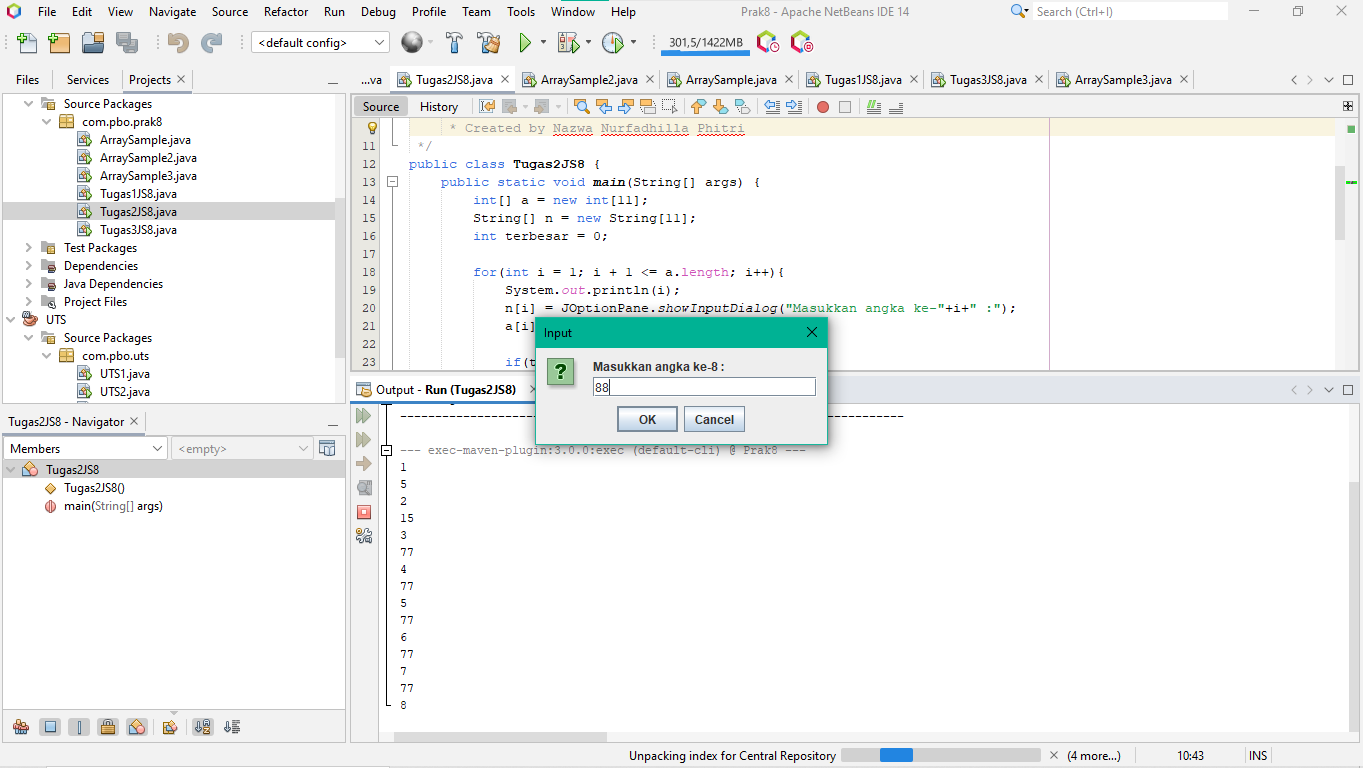 File Edit View Navigate Source Refactor Run Debug Profile Team Tools Window Help Prak8 - Apache NetBeans IDE 14 Search (Ctrl+I)
<default config> 301,5/1422MB
Files Services Projects
Source Packages
com.pbo.prak8
ArraySample.java
ArraySample2.java
ArraySample3.java
Tugas1JS8.java
Tugas2JS8.java
Tugas3JS8.java
Test Packages
Dependencies
Java Dependencies
Project Files
UTS
Source Packages
com.pbo.uts
UTS1.java
UTS2.java
Tugas2JS8 - Navigator
Members <empty>
Tugas2JS8
Tugas2JS8()
main(String[] args)
...va Tugas2JS8.java ArraySample2.java ArraySample.java Tugas1JS8.java Tugas3JS8.java ArraySample3.java
Source History
* Created by Nazwa Nurfadhilla Phitri
11 */
12 public class Tugas2JS8 {
13 public static void main(String[] args) {
14 int[] a = new int[11];
15 String[] n = new String[11];
16 int terbesar = 0;
17
18 for(int i = 1; i + 1 <= a.length; i++){
19 System.out.println(i);
20 n[i] = JOptionPane.showInputDialog("Masukkan angka ke-"+i+" :");
21 a[i]
22
23 if(t
Input
Masukkan angka ke-8 :
88
OK Cancel
Output - Run (Tugas2JS8)
--- exec-maven-plugin:3.0.0:exec (default-cli) @ Prak8 ---
1
5
2
15
3
77
4
77
5
77
6
77
7
77
8
Unpacking index for Central Repository (4 more...) 10:43 INS